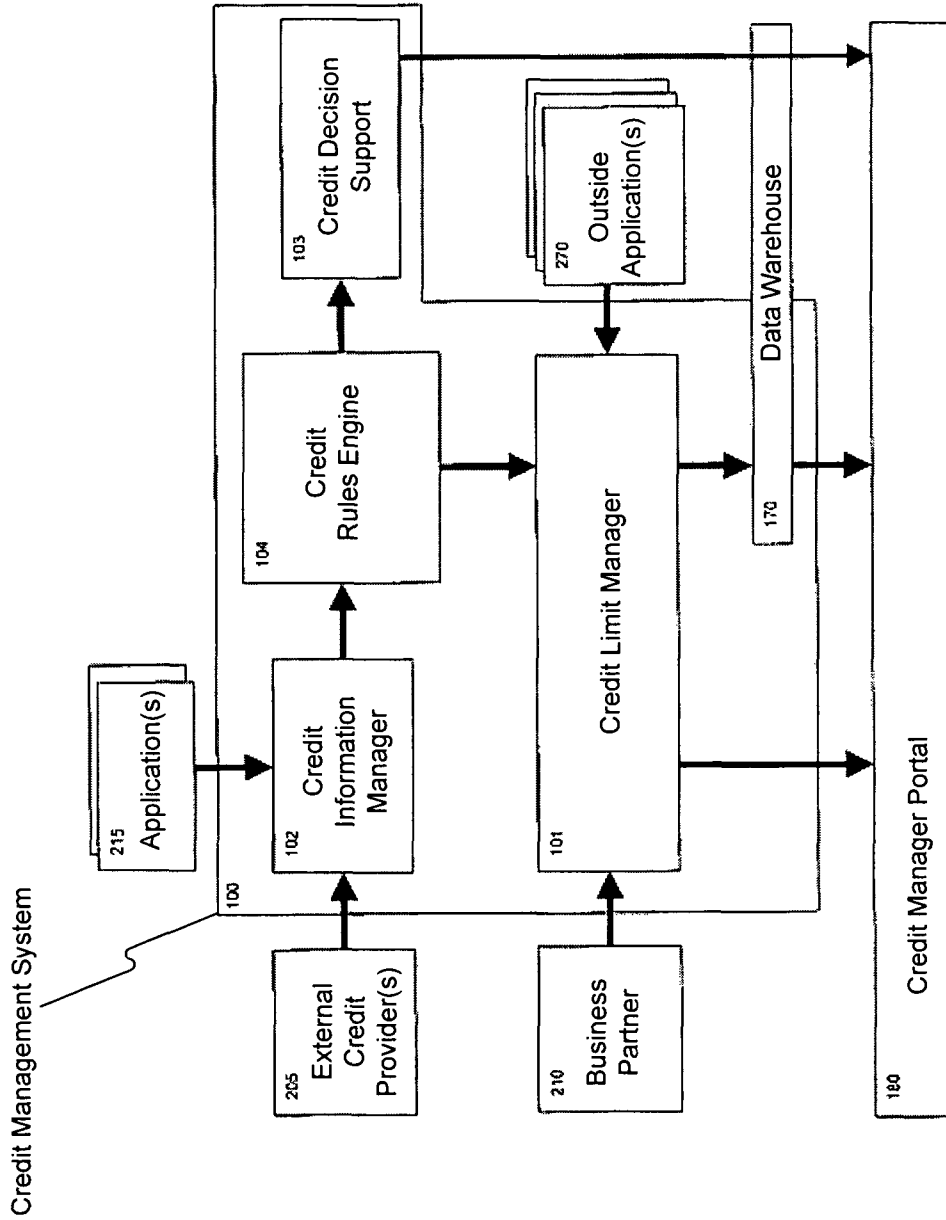 Credit Management System
100
215
Application(s)
205
External
Credit
Provider(s)
102
Credit
Information
Manager
104
Credit
Rules Engine
103
Credit Decision
Support
210
Business
Partner
101
Credit Limit Manager
270
Outside
Application(s)
170
Data Warehouse
180
Credit Manager Portal